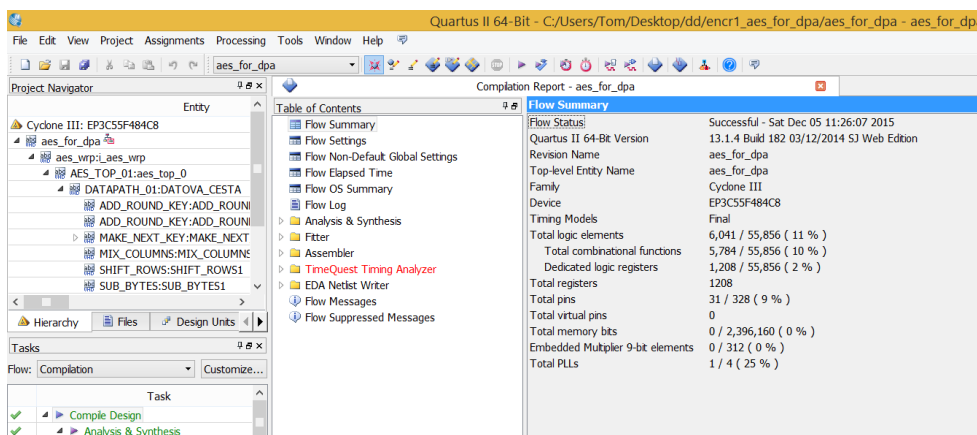 Quartus II 64-Bit - C:/Users/Tom/Desktop/dd/encr1_aes_for_dpa/aes_for_dpa - aes_for_dp
File Edit View Project Assignments Processing Tools Window Help
aes_for_dpa
Project Navigator
Entity
Cyclone III: EP3C55F484C8
aes_for_dpa
aes_wrp:i_aes_wrp
AES_TOP_01:aes_top_0
DATAPATH_01:DATOVA_CESTA
ADD_ROUND_KEY:ADD_ROUNI
ADD_ROUND_KEY:ADD_ROUNI
MAKE_NEXT_KEY:MAKE_NEXT
MIX_COLUMNS:MIX_COLUMNS
SHIFT_ROWS:SHIFT_ROWS1
SUB_BYTES:SUB_BYTES1
Hierarchy Files Design Units
Tasks
Flow: Compilation Customize...
Task
Compile Design
Analysis & Synthesis
Compilation Report - aes_for_dpa
Table of Contents
Flow Summary
Flow Settings
Flow Non-Default Global Settings
Flow Elapsed Time
Flow OS Summary
Flow Log
Analysis & Synthesis
Fitter
Assembler
TimeQuest Timing Analyzer
EDA Netlist Writer
Flow Messages
Flow Suppressed Messages
Flow Summary
Flow Status Successful - Sat Dec 05 11:26:07 2015
Quartus II 64-Bit Version 13.1.4 Build 182 03/12/2014 SJ Web Edition
Revision Name aes_for_dpa
Top-level Entity Name aes_for_dpa
Family Cyclone III
Device EP3C55F484C8
Timing Models Final
Total logic elements 6,041 / 55,856 ( 11 % )
Total combinational functions 5,784 / 55,856 ( 10 % )
Dedicated logic registers 1,208 / 55,856 ( 2 % )
Total registers 1208
Total pins 31 / 328 ( 9 % )
Total virtual pins 0
Total memory bits 0 / 2,396,160 ( 0 % )
Embedded Multiplier 9-bit elements 0 / 312 ( 0 % )
Total PLLs 1 / 4 ( 25 % )